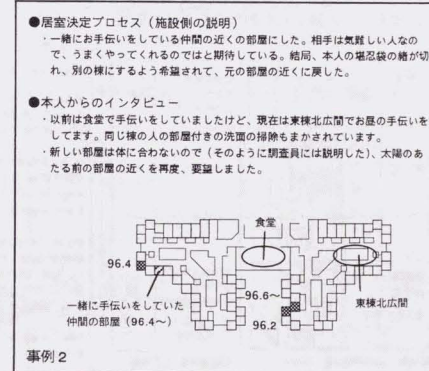 ●居室決定プロセス(施設側の説明)
・一緒にお手伝いをしている仲間の近くの部屋にした。相手は気難しい人なの
で、うまくやってくれるのではと期待している。結局、本人の堪忍袋の緒が切
れ、別の棟にするよう希望されて、元の部屋の近くに戻した。
●本人からのインタビュー
・以前は食堂で手伝いをしていましたけど、現在は東棟北広間でお昼の手伝いを
してます。同じ棟の人の部屋付きの洗面の掃除もまかされています。
・新しい部屋は体に合わないので(そのように調査員には説明した)、太陽のあ
たる前の部屋の近くを再度、要望しました。
食堂
96.4
一緒に手伝いをしていた
仲間の部屋(96.4〜)
96.6〜
96.2
東棟北広間
事例2